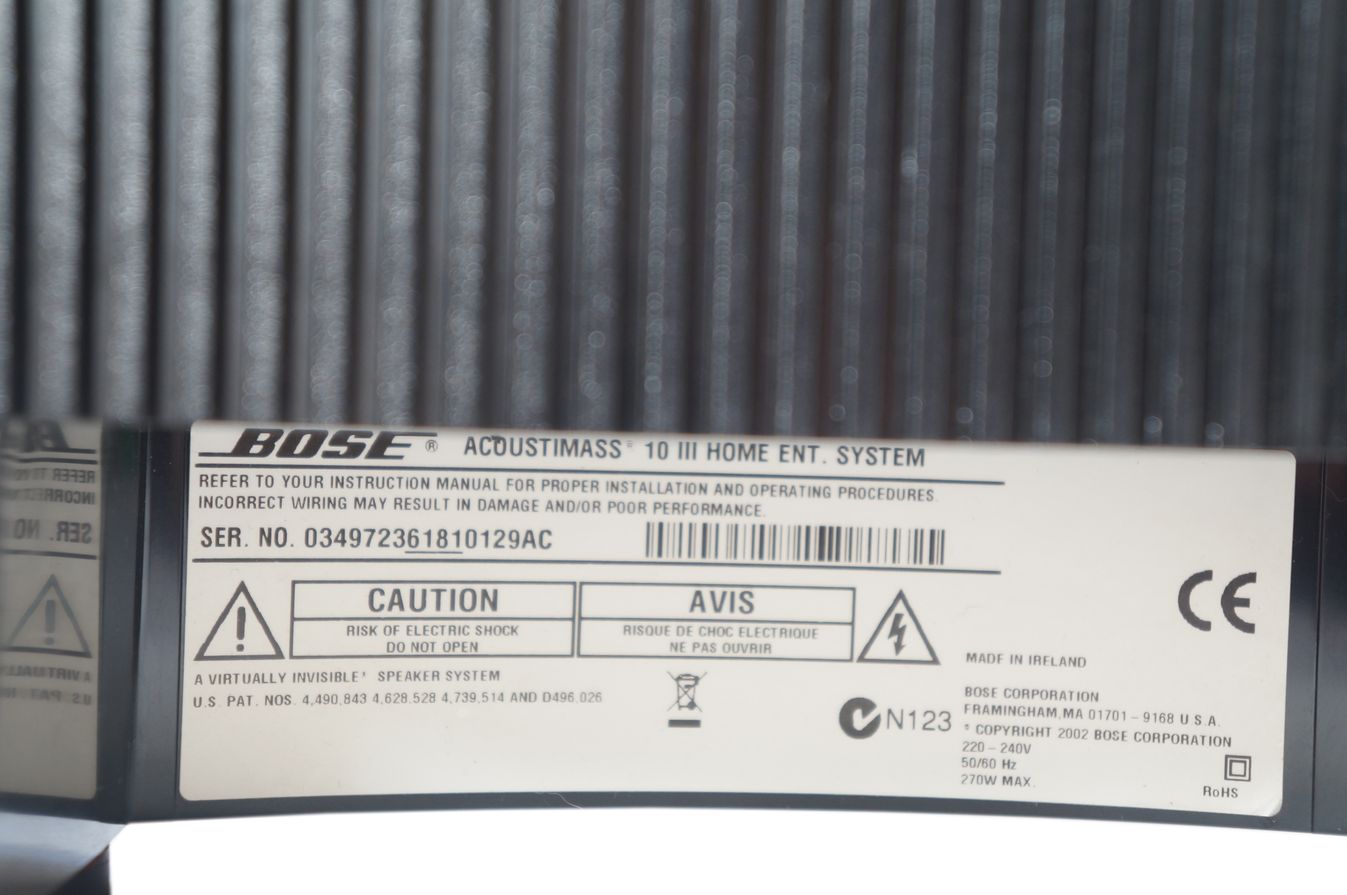 BOSE® ACOUSTIMASS® 10 III HOME ENT. SYSTEM
REFER TO YOUR INSTRUCTION MANUAL FOR PROPER INSTALLATION AND OPERATING PROCEDURES.
INCORRECT WIRING MAY RESULT IN DAMAGE AND/OR POOR PERFORMANCE.
SER. NO. 034972361810129AC
CAUTION
RISK OF ELECTRIC SHOCK
DO NOT OPEN
AVIS
RISQUE DE CHOC ELECTRIQUE
NE PAS OUVRIR
CE
A VIRTUALLY INVISIBLE® SPEAKER SYSTEM
U.S. PAT. NOS. 4,490,843 4,628,528 4,739,514 AND D496,026
N123
MADE IN IRELAND
BOSE CORPORATION
FRAMINGHAM,MA 01701 – 9168 U S A.
© COPYRIGHT 2002 BOSE CORPORATION
220 – 240V
50/60 Hz
270W MAX.
RoHS